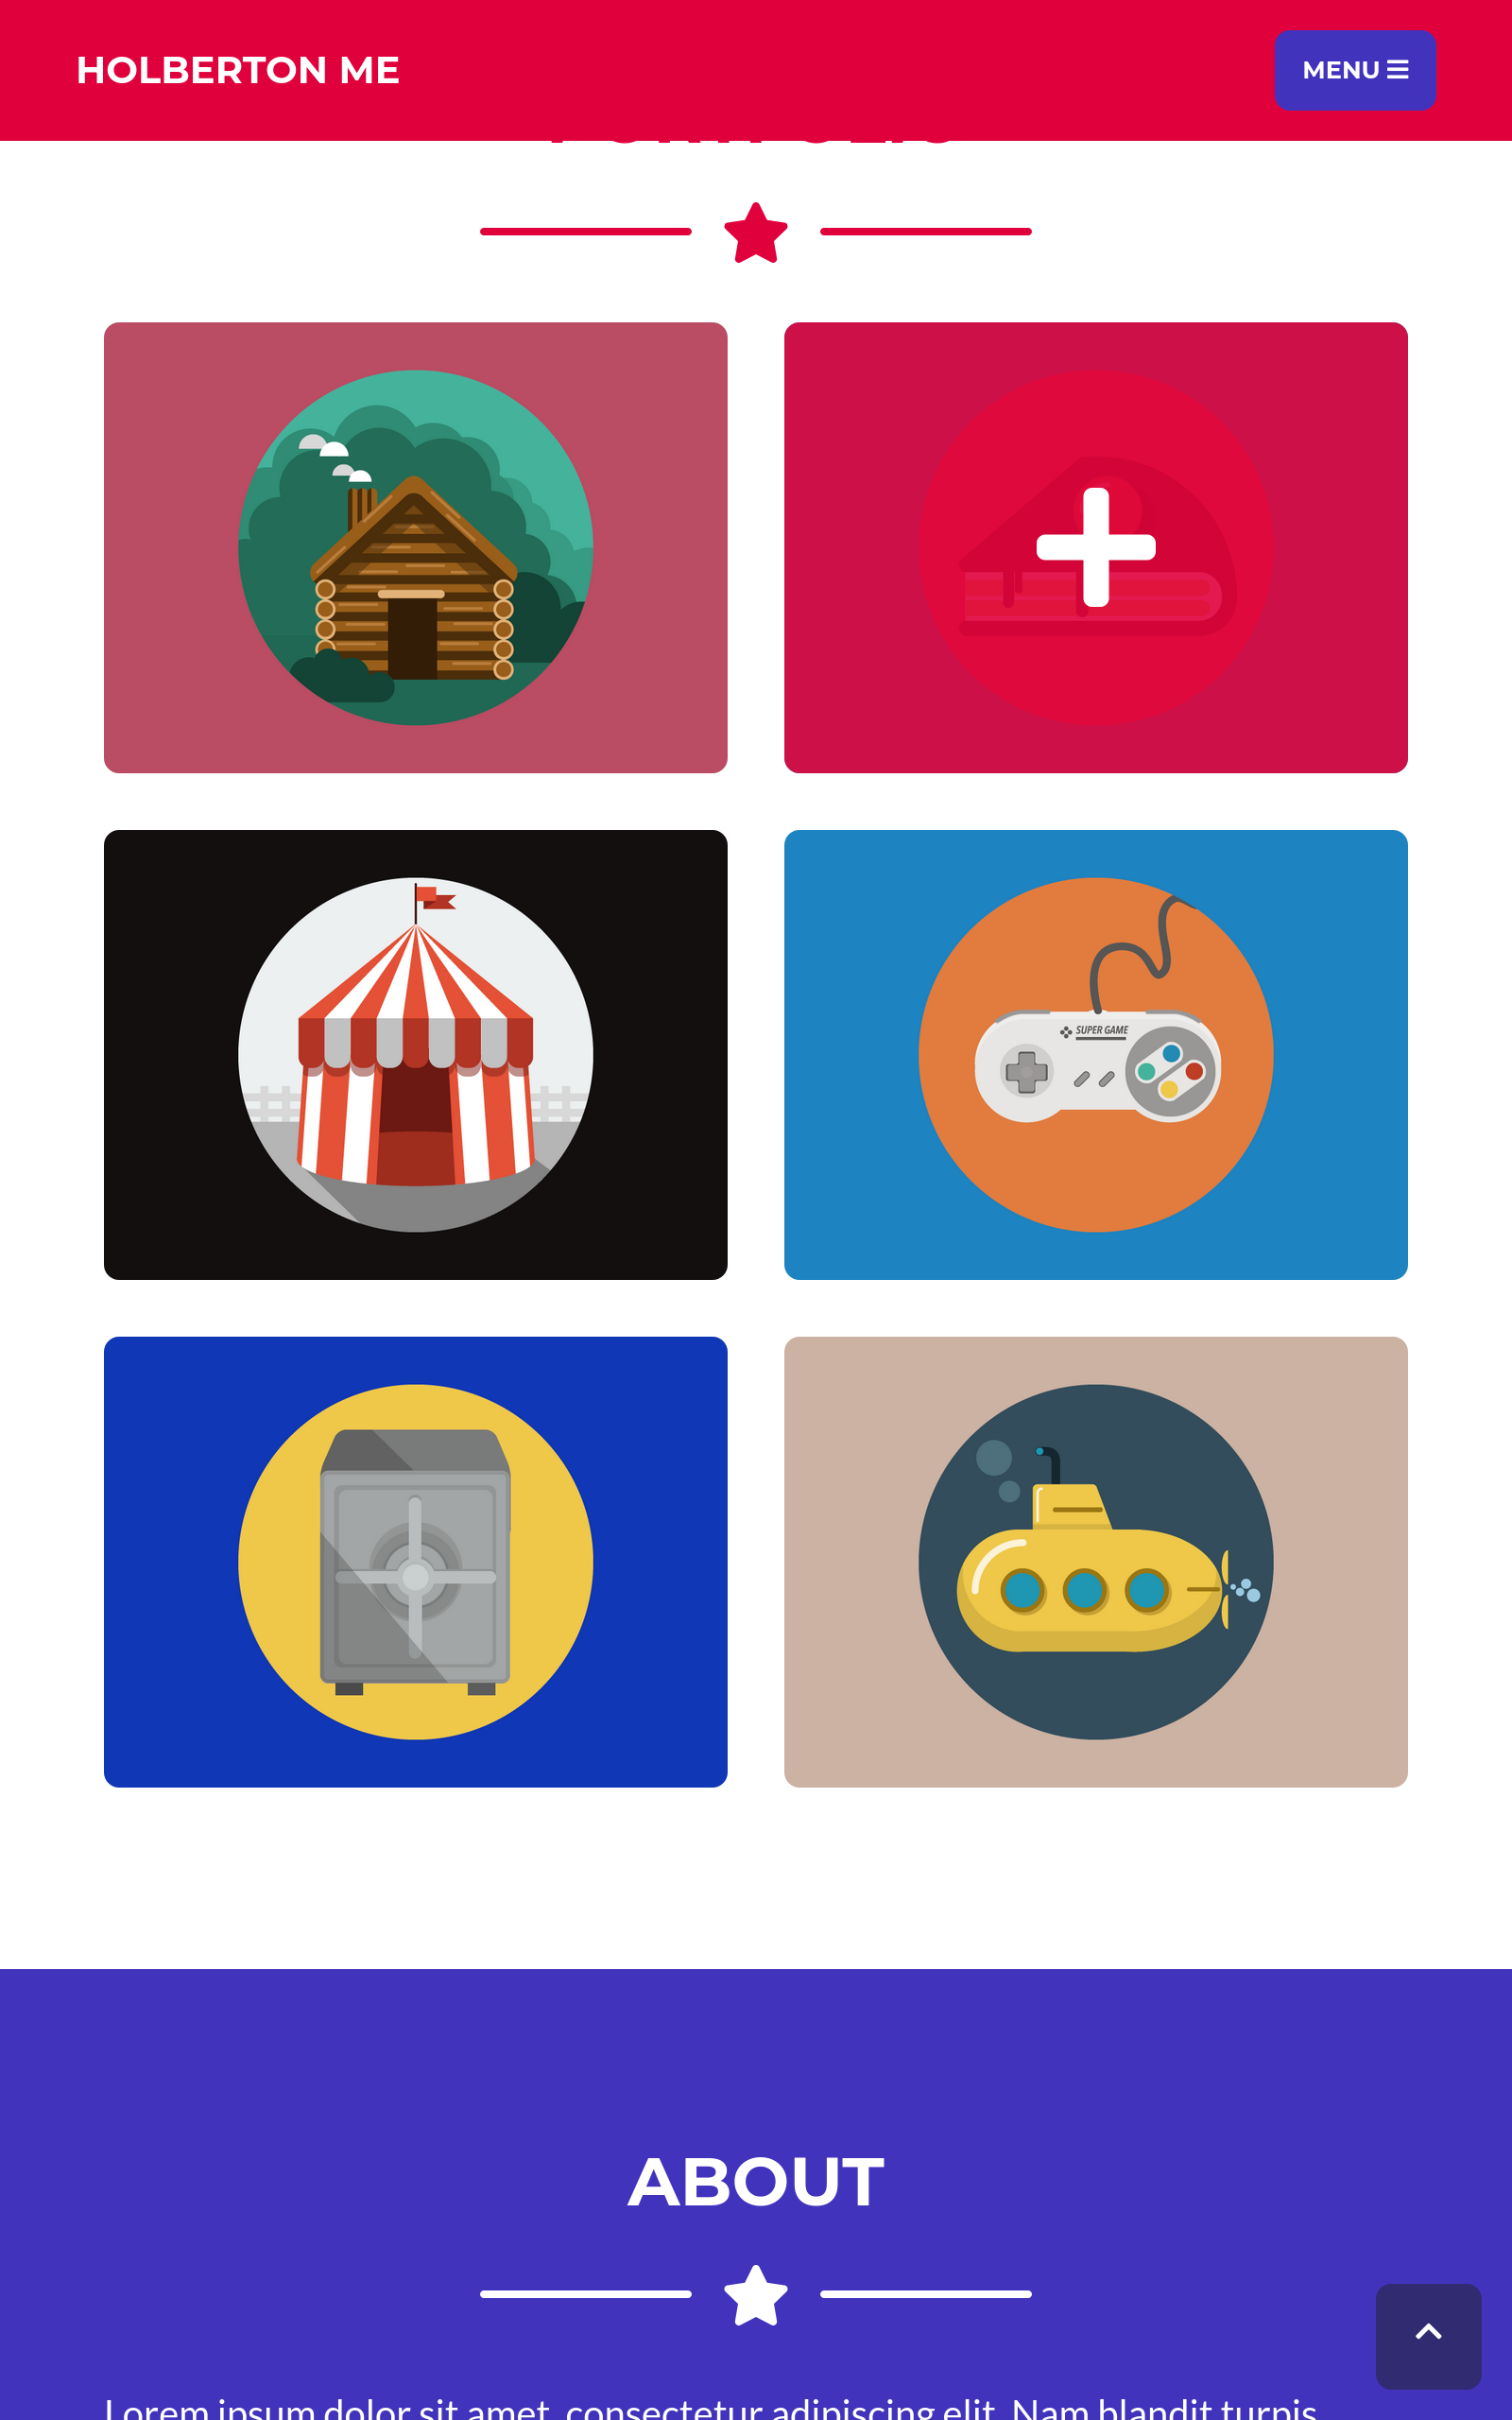 HOLBERTON ME
MENU
SUPER GAME
ABOUT
Lorem ipsum dolor sit amet, consectetur adipiscing elit. Nam blandit turpis